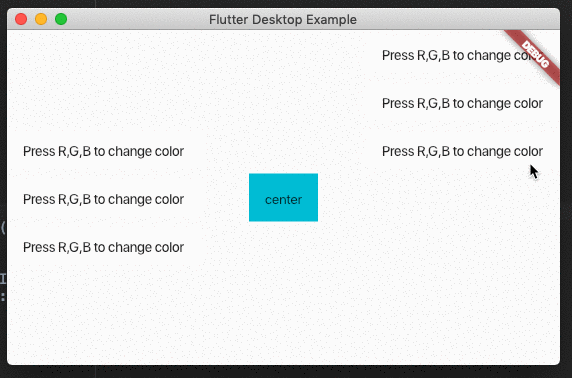 Flutter Desktop Example
DEBUG
Press R,G,B to change color
Press R,G,B to change color
Press R,G,B to change color
Press R,G,B to change color
Press R,G,B to change color
Press R,G,B to change color
center
(
I
: